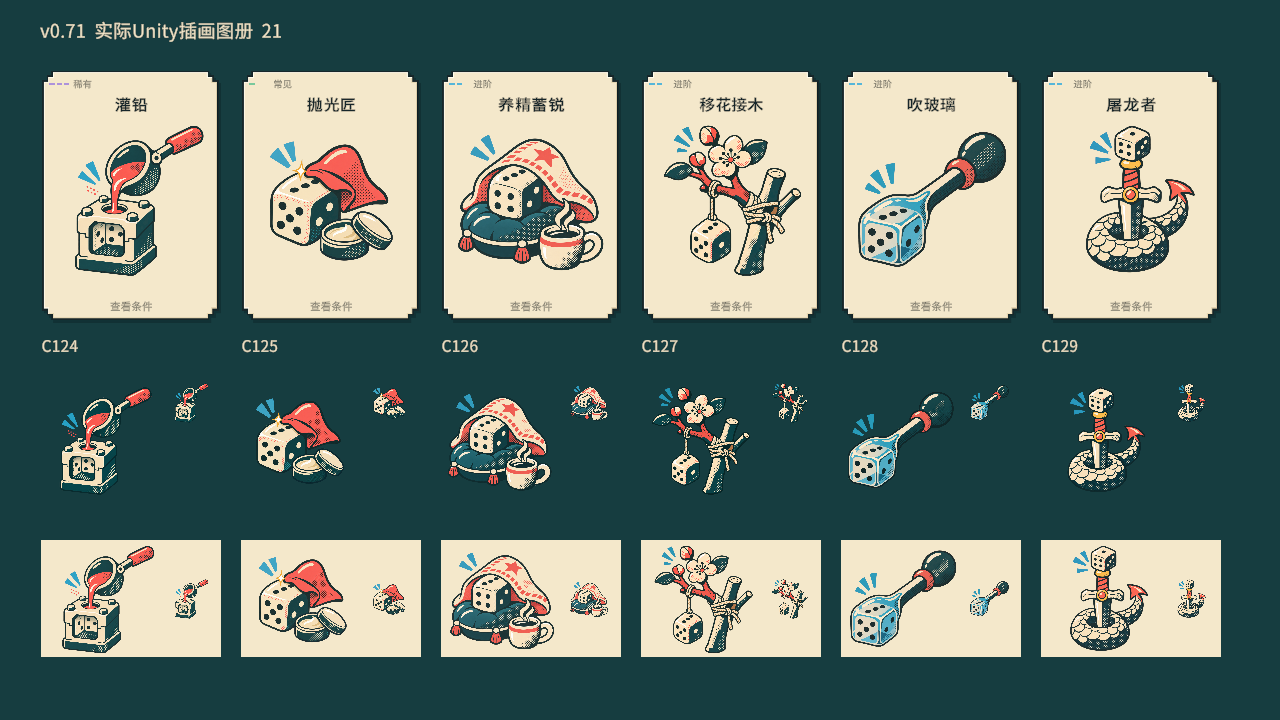 v0.71 实际Unity插画图册 21
稀有
灌铅
查看条件
常见
抛光匠
查看条件
进阶
养精蓄锐
查看条件
进阶
移花接木
查看条件
进阶
吹玻璃
查看条件
进阶
屠龙者
查看条件
C124
C125
C126
C127
C128
C129